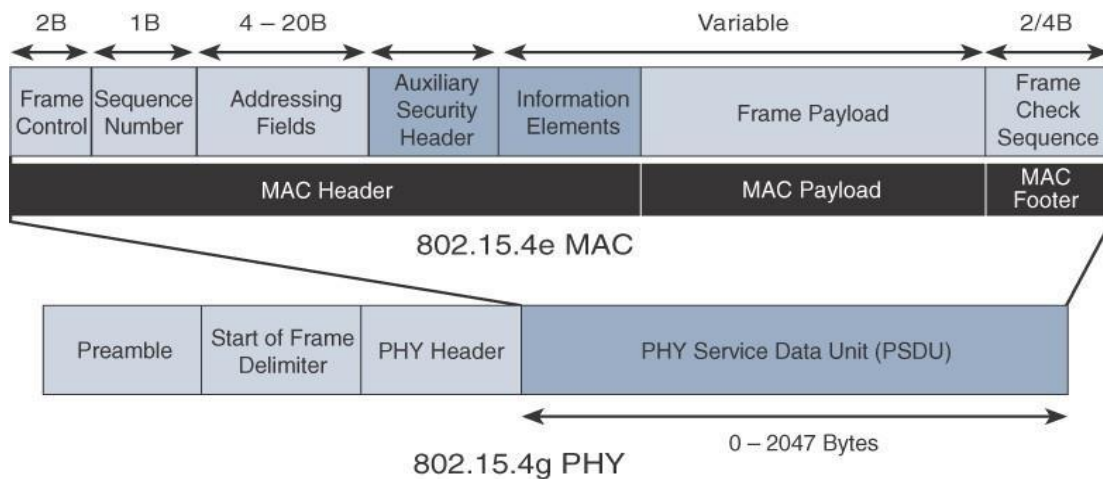 2B 1B 4 – 20B Variable 2/4B
Frame
Control
Sequence
Number
Addressing
Fields
Auxiliary
Security
Header
Information
Elements
Frame Payload
Frame
Check
Sequence
MAC Header
MAC Payload
MAC
Footer
802.15.4e MAC
Preamble
Start of Frame
Delimiter
PHY Header
PHY Service Data Unit (PSDU)
0 – 2047 Bytes
802.15.4g PHY